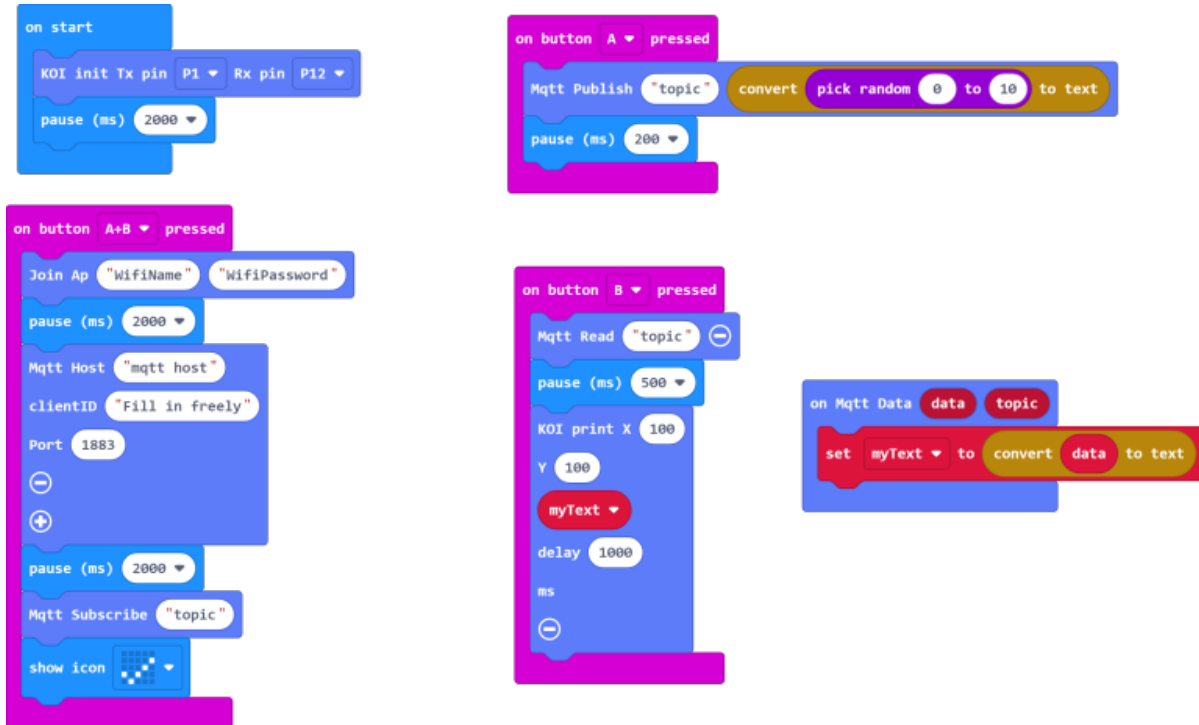 on start
KOI init Tx pin P1 Rx pin P12
pause (ms) 2000
on button A pressed
Mqtt Publish "topic" convert pick random 0 to 10 to text
pause (ms) 200
on button A+B pressed
Join Ap "WifiName" "WifiPassword"
pause (ms) 2000
Mqtt Host "mqtt host"
clientID "Fill in freely"
Port 1883
pause (ms) 2000
Mqtt Subscribe "topic"
show icon
on button B pressed
Mqtt Read "topic"
pause (ms) 500
KOI print X 100
Y 100
myText
delay 1000
ms
on Mqtt Data data topic
set myText to convert data to text